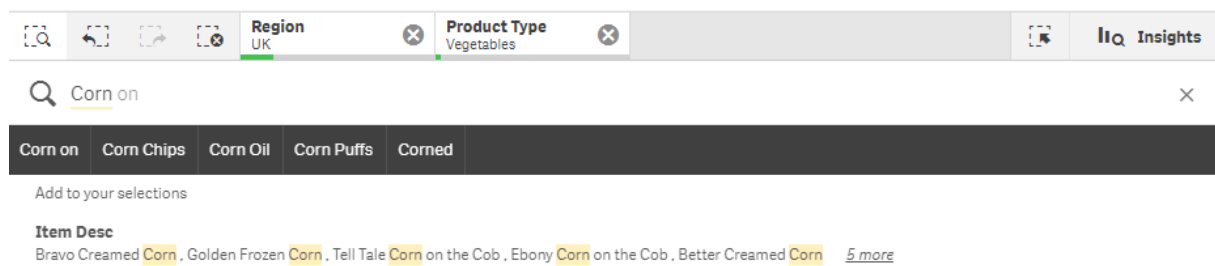 Region
UK
Product Type
Vegetables
Insights
Corn on
Corn on Corn Chips Corn Oil Corn Puffs Corned
Add to your selections
Item Desc
Bravo Creamed Corn , Golden Frozen Corn , Tell Tale Corn on the Cob , Ebony Corn on the Cob , Better Creamed Corn 5 more